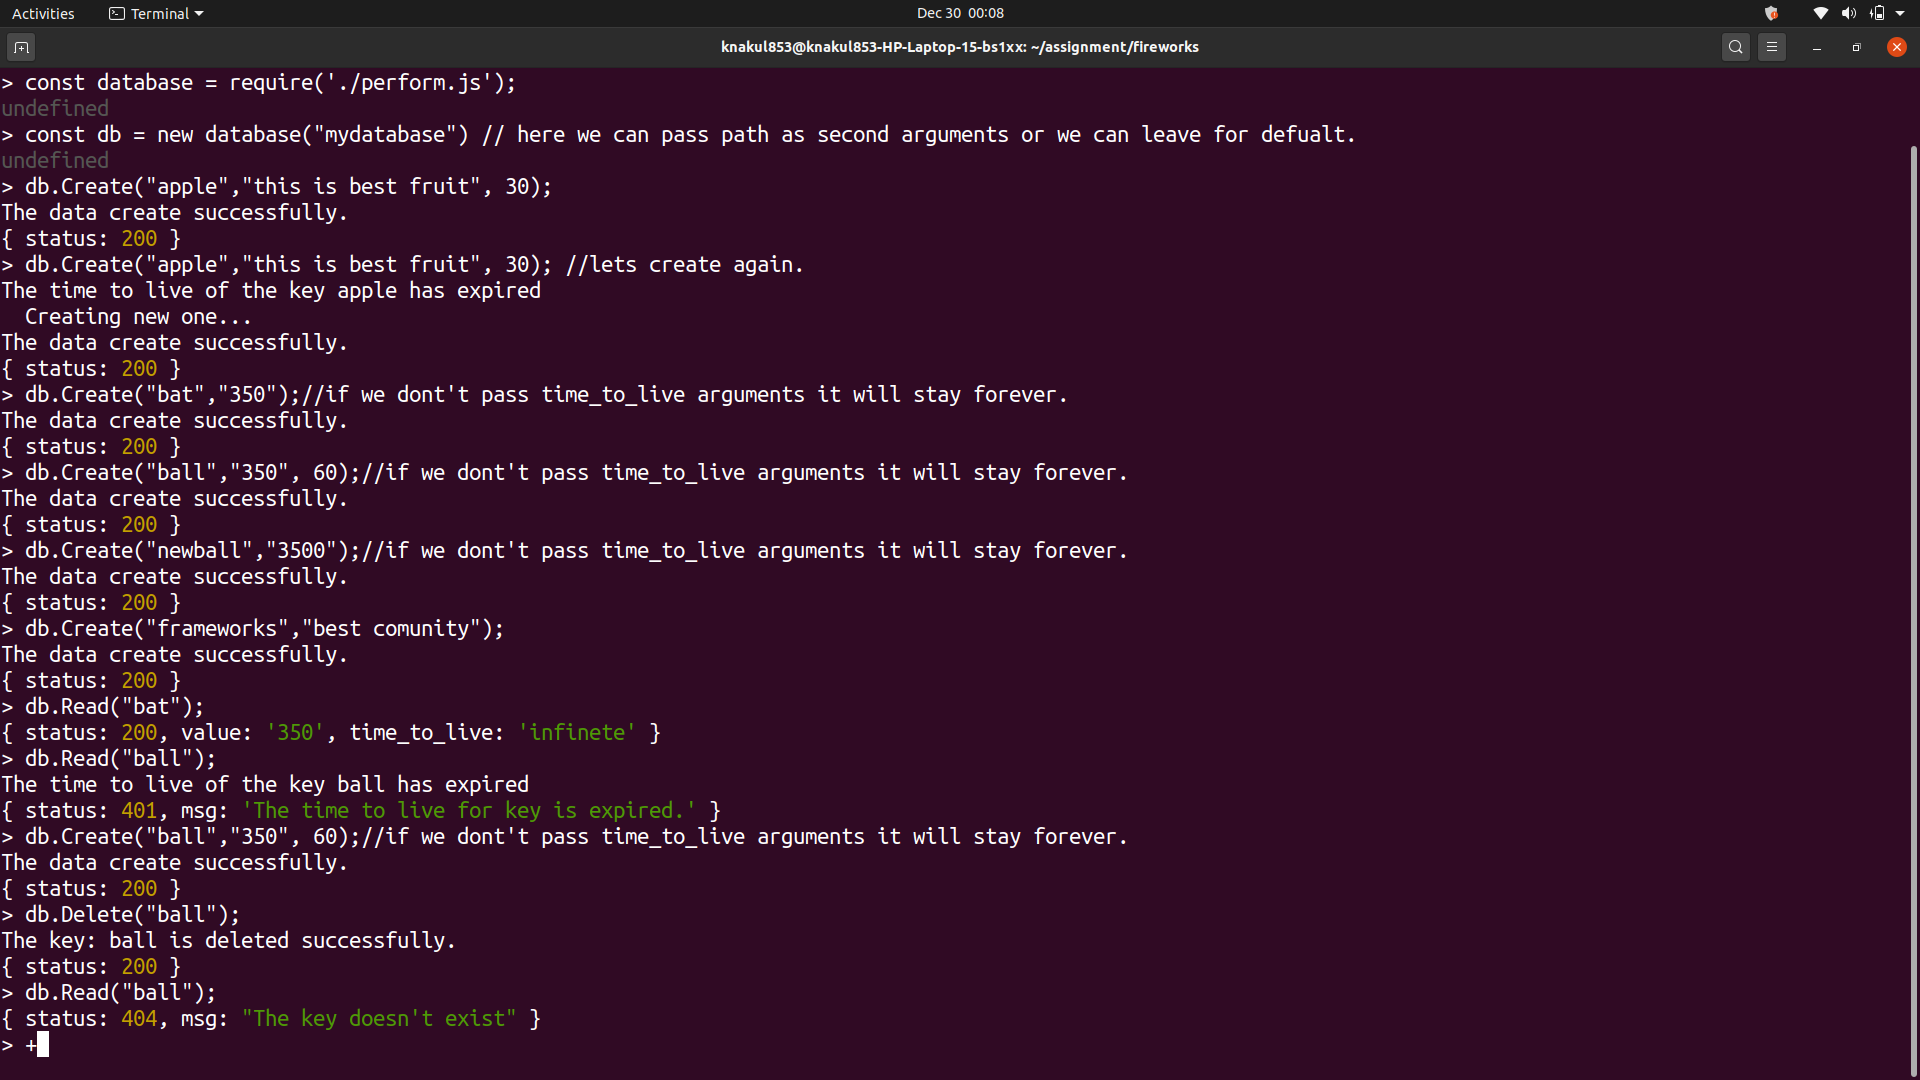 Activities Terminal Dec 30 00:08
knakul853@knakul853-HP-Laptop-15-bs1xx: ~/assignment/fireworks
> const database = require('./perform.js');
undefined
> const db = new database("mydatabase") // here we can pass path as second arguments or we can leave for defualt.
undefined
> db.Create("apple","this is best fruit", 30);
The data create successfully.
{ status: 200 }
> db.Create("apple","this is best fruit", 30); //lets create again.
The time to live of the key apple has expired
  Creating new one...
The data create successfully.
{ status: 200 }
> db.Create("bat","350");//if we dont't pass time_to_live arguments it will stay forever.
The data create successfully.
{ status: 200 }
> db.Create("ball","350", 60);//if we dont't pass time_to_live arguments it will stay forever.
The data create successfully.
{ status: 200 }
> db.Create("newball","3500");//if we dont't pass time_to_live arguments it will stay forever.
The data create successfully.
{ status: 200 }
> db.Create("frameworks","best comunity");
The data create successfully.
{ status: 200 }
> db.Read("bat");
{ status: 200, value: '350', time_to_live: 'infinete' }
> db.Read("ball");
The time to live of the key ball has expired
{ status: 401, msg: 'The time to live for key is expired.' }
> db.Create("ball","350", 60);//if we dont't pass time_to_live arguments it will stay forever.
The data create successfully.
{ status: 200 }
> db.Delete("ball");
The key: ball is deleted successfully.
{ status: 200 }
> db.Read("ball");
{ status: 404, msg: "The key doesn't exist" }
> +